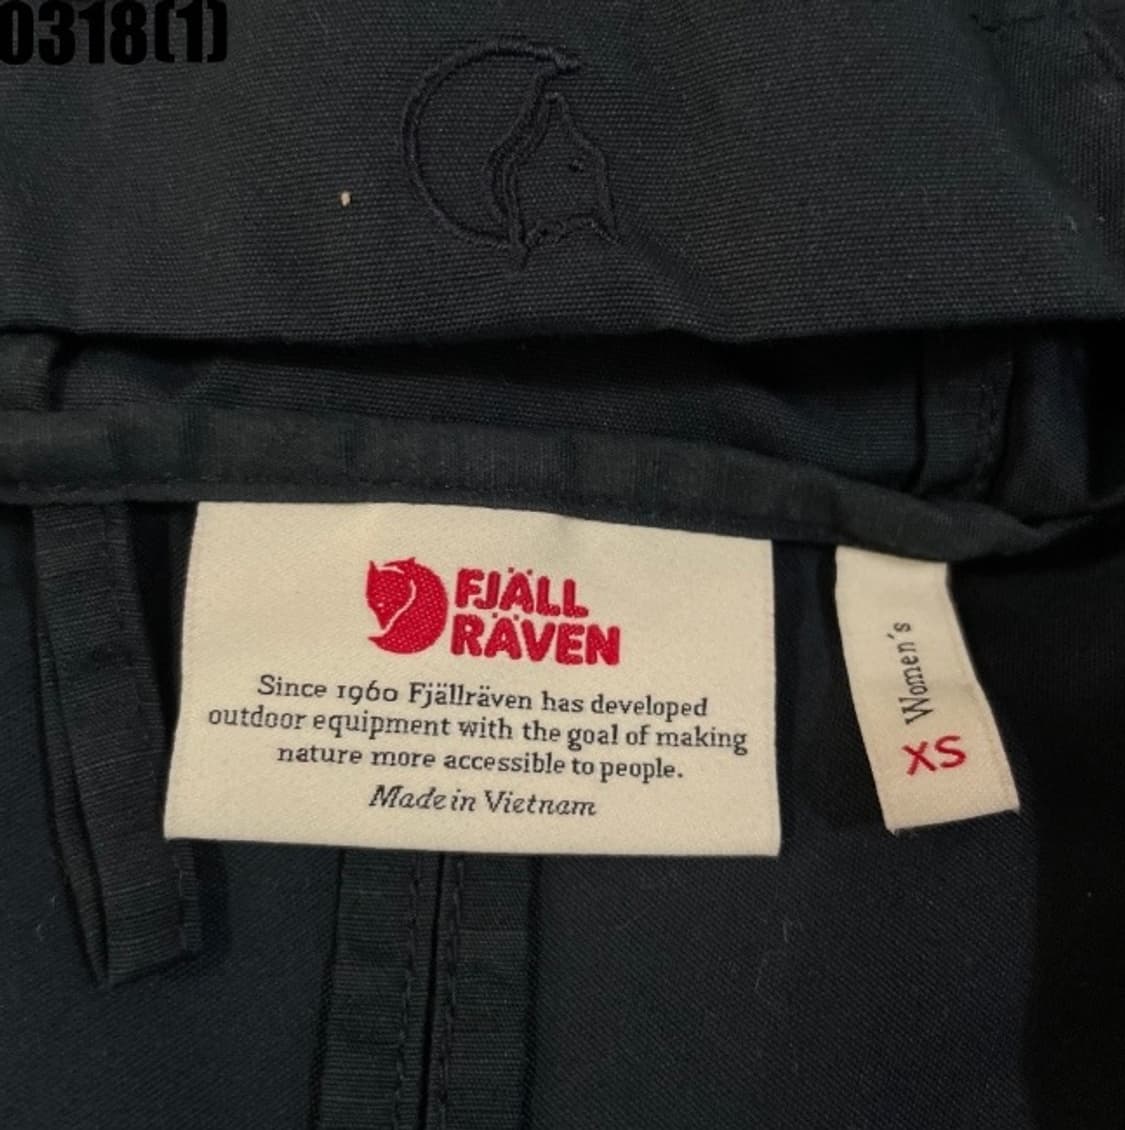 0318(1)
FJÄLL
RÄVEN
Since 1960 Fjällräven has developed
outdoor equipment with the goal of making
nature more accessible to people.
Made in Vietnam
Women's
XS